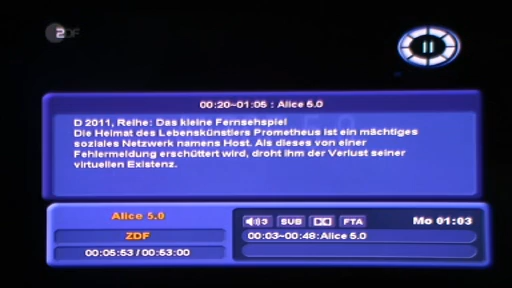 ZDF
00:20-01:05 : Alice 5.0
D 2011, Reihe: Das kleine Fernsehspiel
Die Heimat des Lebenskünstlers Prometheus ist ein mächtiges
soziales Netzwerk namens Host. Als dieses von einer
Fehlermeldung erschüttert wird, droht ihm der Verlust seiner
virtuellen Existenz.
Alice 5.0
SUB FTA Mo 01:03
ZDF
00:03-00:48:Alice 5.0
00:05:53 / 00:53:00